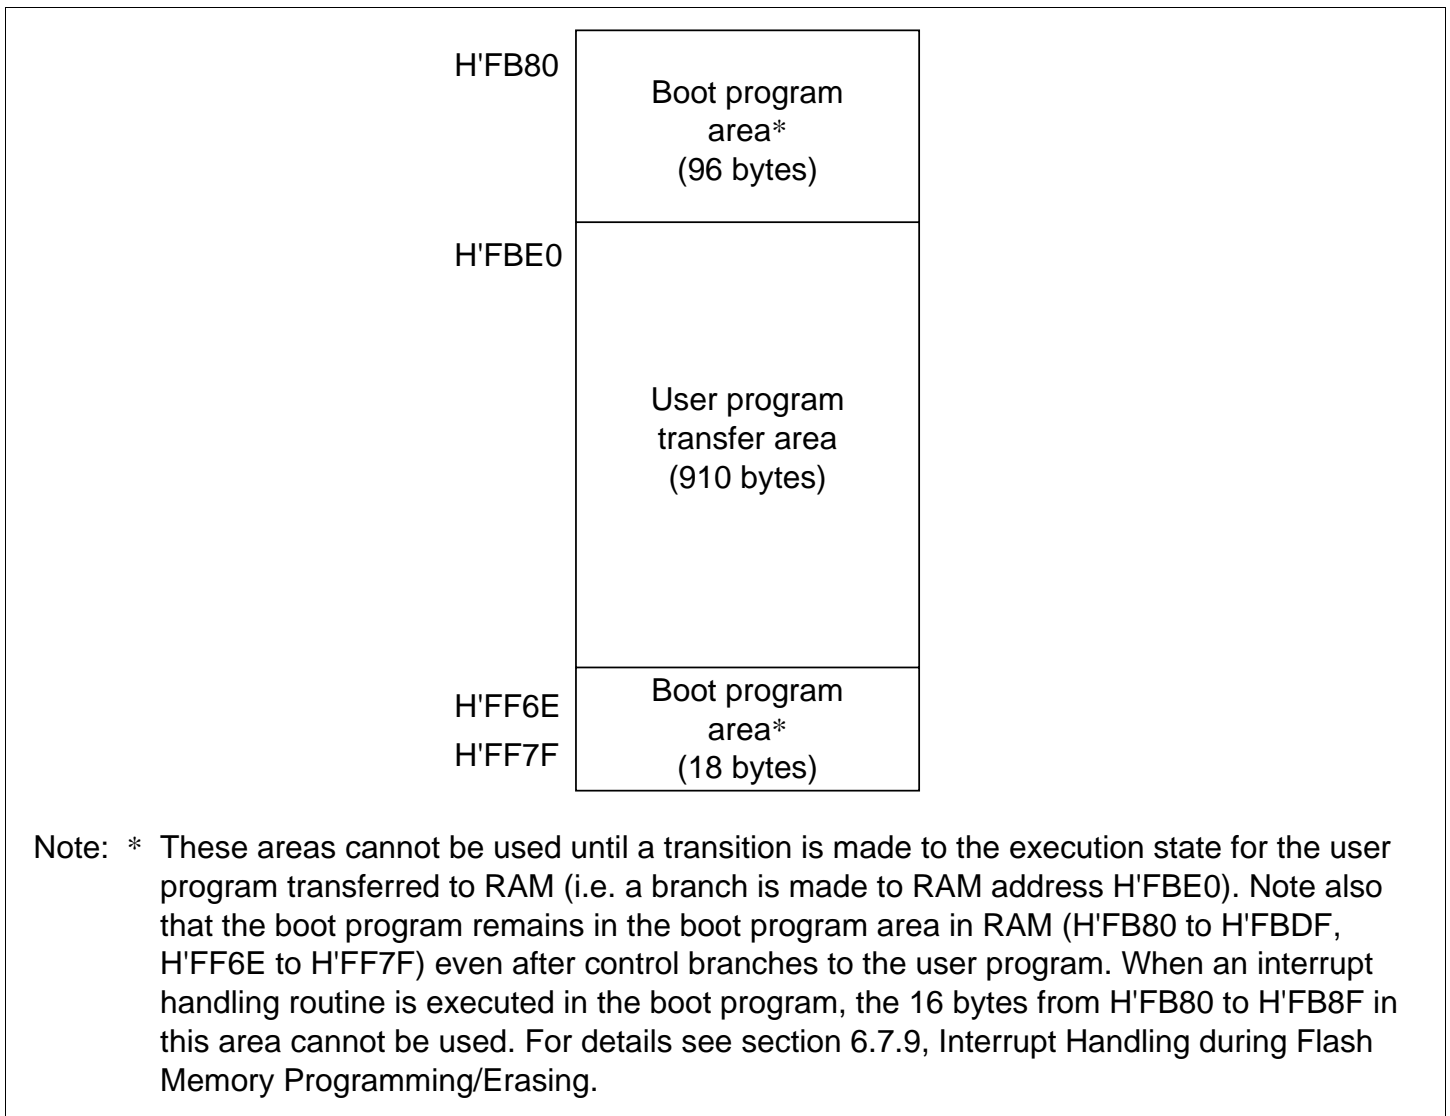 H'FB80
Boot program
area*
(96 bytes)
H'FBE0
User program
transfer area
(910 bytes)
H'FF6E
Boot program
area*
H'FF7F
(18 bytes)
Note: * These areas cannot be used until a transition is made to the execution state for the user
program transferred to RAM (i.e. a branch is made to RAM address H'FBE0). Note also
that the boot program remains in the boot program area in RAM (H'FB80 to H'FBDF,
H'FF6E to H'FF7F) even after control branches to the user program. When an interrupt
handling routine is executed in the boot program, the 16 bytes from H'FB80 to H'FB8F in
this area cannot be used. For details see section 6.7.9, Interrupt Handling during Flash
Memory Programming/Erasing.